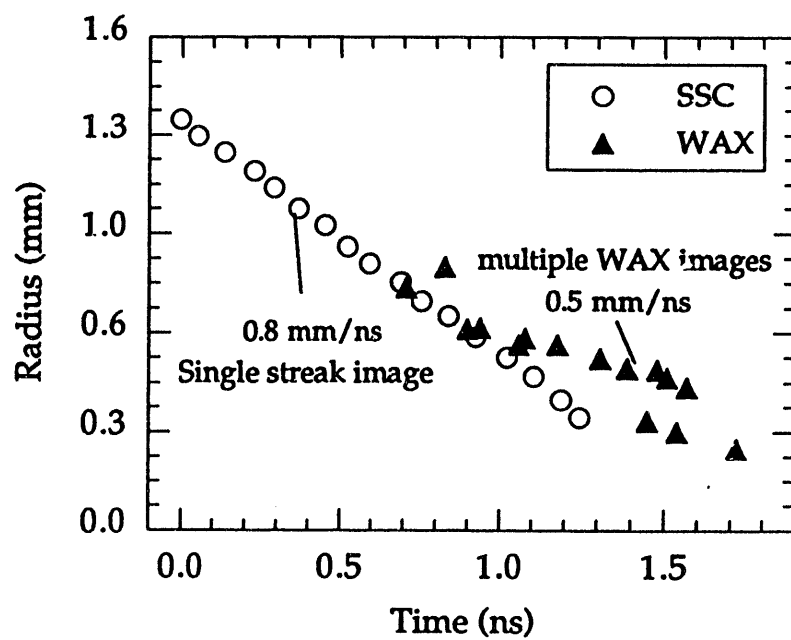 1.6
1.3
1.0
0.6
0.3
0.0
Radius (mm)
SSC
WAX
multiple WAX images
0.5 mm/ns
0.8 mm/ns
Single streak image
0.0
0.5
1.0
1.5
Time (ns)